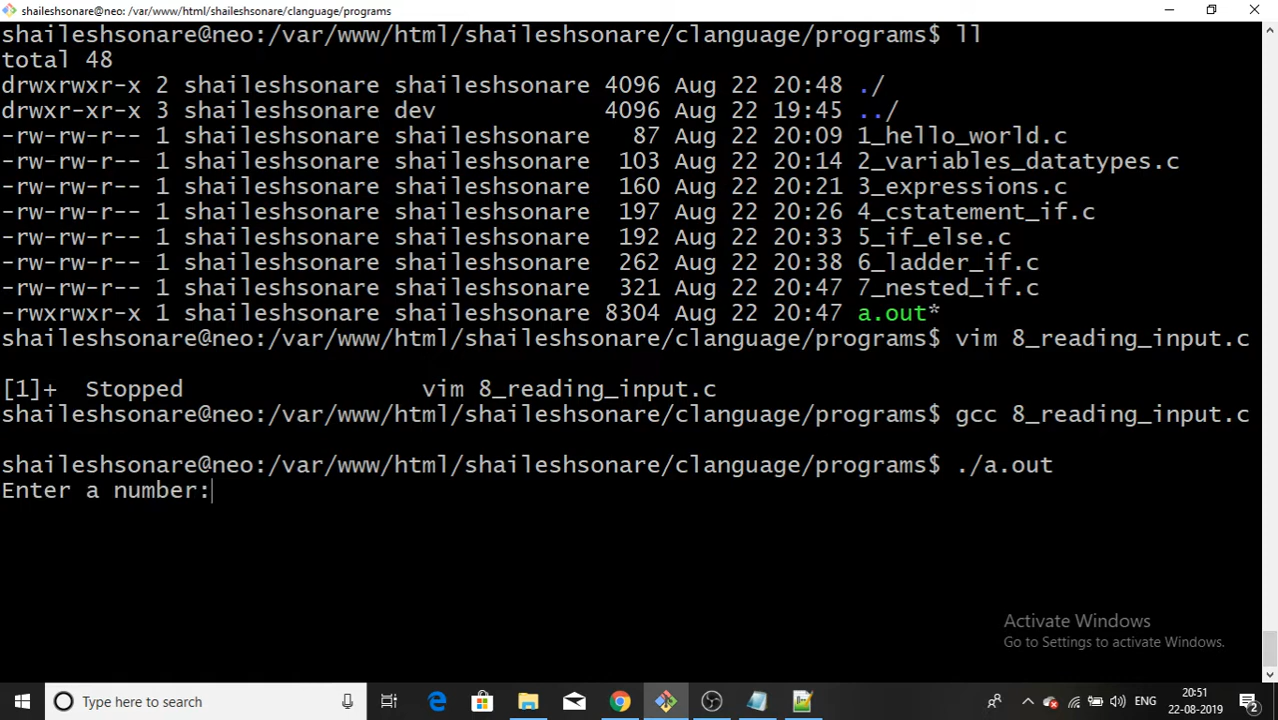 shaileshsonare@neo: /var/www/html/shaileshsonare/clanguage/programs
shaileshsonare@neo:/var/www/html/shaileshsonare/clanguage/programs$ ll
total 48
drwxrwxr-x 2 shaileshsonare shaileshsonare 4096 Aug 22 20:48 ./
drwxr-xr-x 3 shaileshsonare dev 4096 Aug 22 19:45 ../
-rw-rw-r-- 1 shaileshsonare shaileshsonare 87 Aug 22 20:09 1_hello_world.c
-rw-rw-r-- 1 shaileshsonare shaileshsonare 103 Aug 22 20:14 2_variables_datatypes.c
-rw-rw-r-- 1 shaileshsonare shaileshsonare 160 Aug 22 20:21 3_expressions.c
-rw-rw-r-- 1 shaileshsonare shaileshsonare 197 Aug 22 20:26 4_cstatement_if.c
-rw-rw-r-- 1 shaileshsonare shaileshsonare 192 Aug 22 20:33 5_if_else.c
-rw-rw-r-- 1 shaileshsonare shaileshsonare 262 Aug 22 20:38 6_ladder_if.c
-rw-rw-r-- 1 shaileshsonare shaileshsonare 321 Aug 22 20:47 7_nested_if.c
-rwxrwxr-x 1 shaileshsonare shaileshsonare 8304 Aug 22 20:47 a.out*
shaileshsonare@neo:/var/www/html/shaileshsonare/clanguage/programs$ vim 8_reading_input.c
[1]+ Stopped vim 8_reading_input.c
shaileshsonare@neo:/var/www/html/shaileshsonare/clanguage/programs$ gcc 8_reading_input.c
shaileshsonare@neo:/var/www/html/shaileshsonare/clanguage/programs$ ./a.out
Enter a number:
Activate Windows
Go to Settings to activate Windows.
Type here to search
ENG
20:51
22-08-2019
2